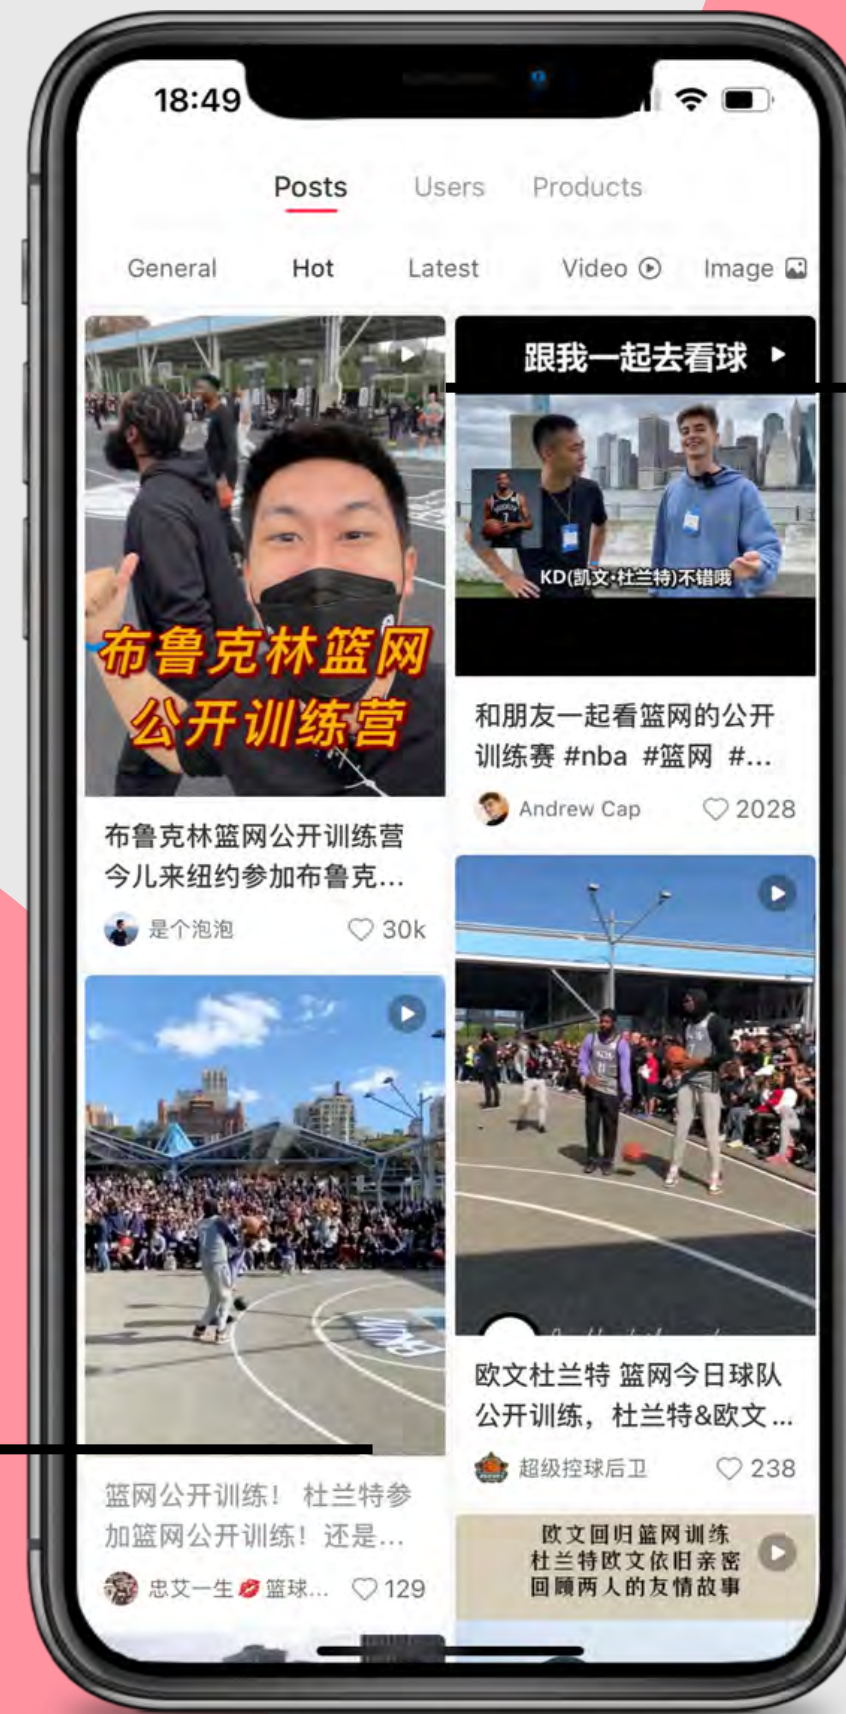 18:49
Posts Users Products
General Hot Latest Video Image
布鲁克林篮网
公开训练营
布鲁克林篮网公开训练营
今儿来纽约参加布鲁克...
是个泡泡 30k
跟我一起去看球
BROOKLYN
7
KD(凯文·杜兰特)不错哦
和朋友一起看篮网的公开
训练赛 #nba #篮网 #...
Andrew Cap 2028
BKLYN
篮网公开训练！ 杜兰特参
加篮网公开训练！还是...
忠艾一生💋篮球... 129
11
欧文杜兰特 篮网今日球队
公开训练，杜兰特&欧文...
超级控球后卫 238
欧文回归篮网训练
杜兰特欧文依旧亲密
回顾两人的友情故事